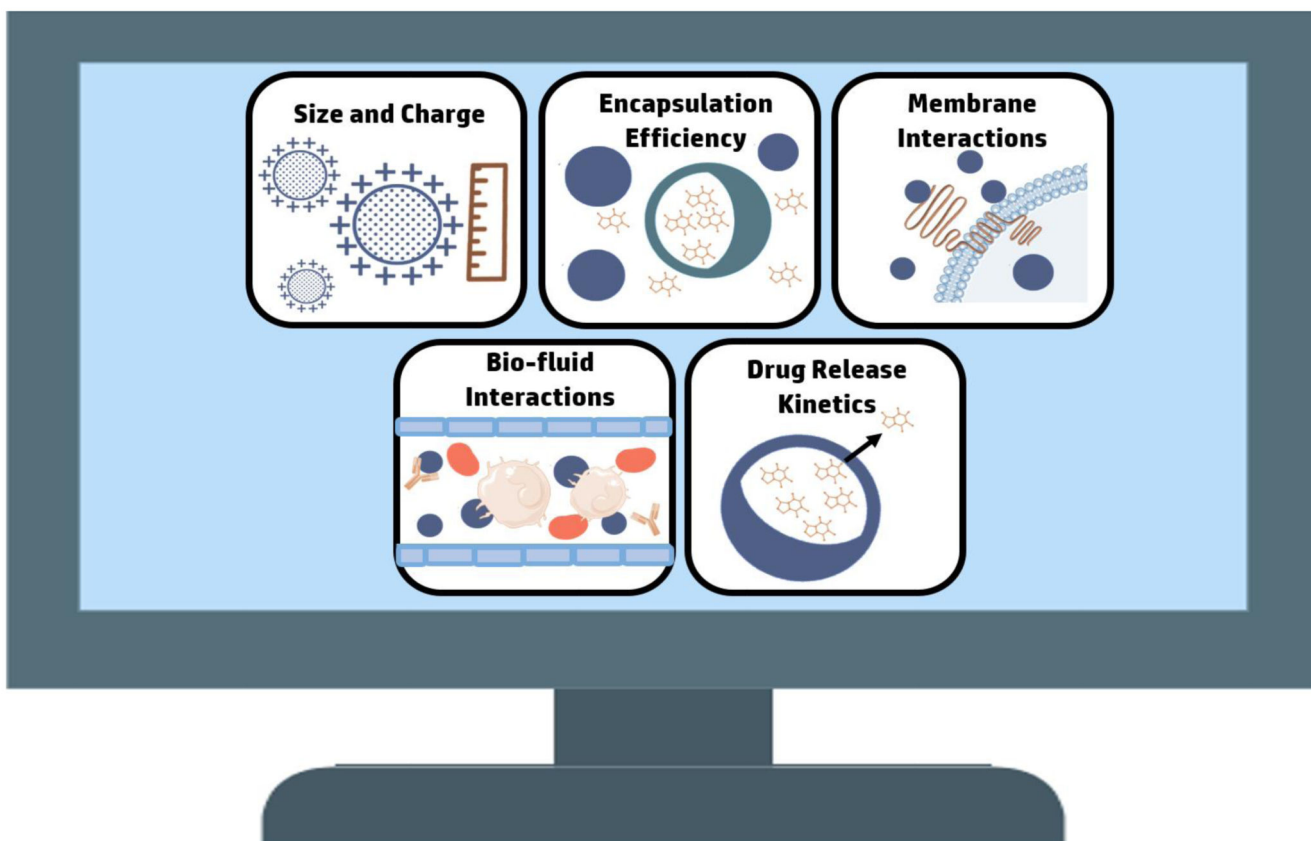 Size and Charge
Encapsulation
Efficiency
Membrane
Interactions
Bio-fluid
Interactions
Drug Release
Kinetics